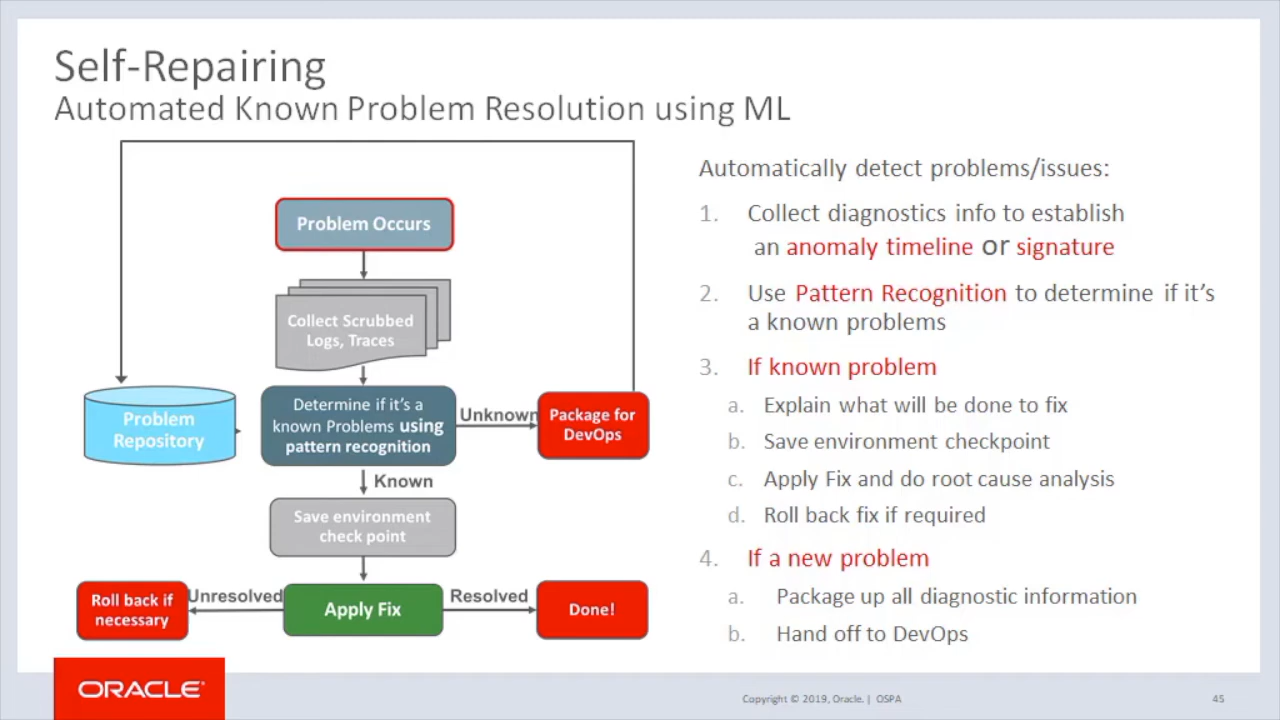 Self-Repairing
Automated Known Problem Resolution using ML
Problem Occurs
Collect Scrubbed
Logs, Traces
Problem
Repository
Determine if it's a
known Problems using
pattern recognition
Unknown
Package for
DevOps
Known
Save environment
check point
Roll back if
necessary
Unresolved
Apply Fix
Resolved
Done!
Automatically detect problems/issues:
1. Collect diagnostics info to establish
an anomaly timeline or signature
2. Use Pattern Recognition to determine if it's
a known problems
3. If known problem
a. Explain what will be done to fix
b. Save environment checkpoint
c. Apply Fix and do root cause analysis
d. Roll back fix if required
4. If a new problem
a. Package up all diagnostic information
b. Hand off to DevOps
ORACLE®
Copyright © 2019, Oracle. | OSPA
45